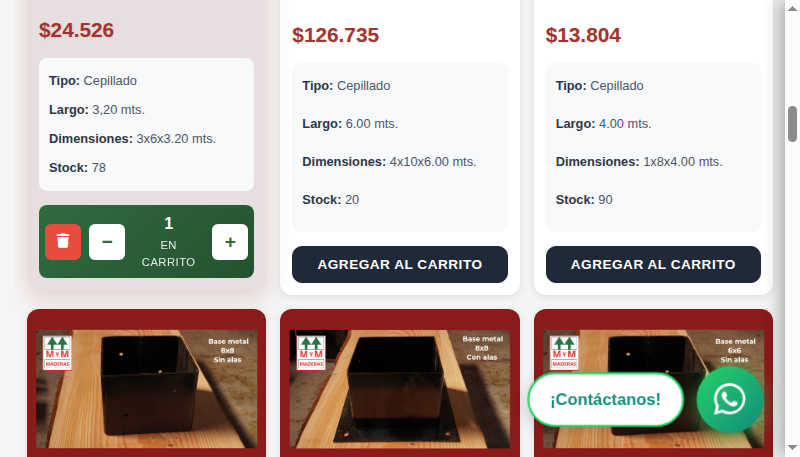 $24.526
Tipo: Cepillado
Largo: 3,20 mts.
Dimensiones: 3x6x3.20 mts.
Stock: 78
1
EN
CARRITO
$126.735
Tipo: Cepillado
Largo: 6.00 mts.
Dimensiones: 4x10x6.00 mts.
Stock: 20
AGREGAR AL CARRITO
$13.804
Tipo: Cepillado
Largo: 4.00 mts.
Dimensiones: 1x8x4.00 mts.
Stock: 90
AGREGAR AL CARRITO
M Y M
MADERAS
Base metal
8x8
Sin alas
M Y M
MADERAS
Base metal
8x8
Con alas
M Y M
MADERAS
Base metal
6x6
Sin alas
¡Contáctanos!